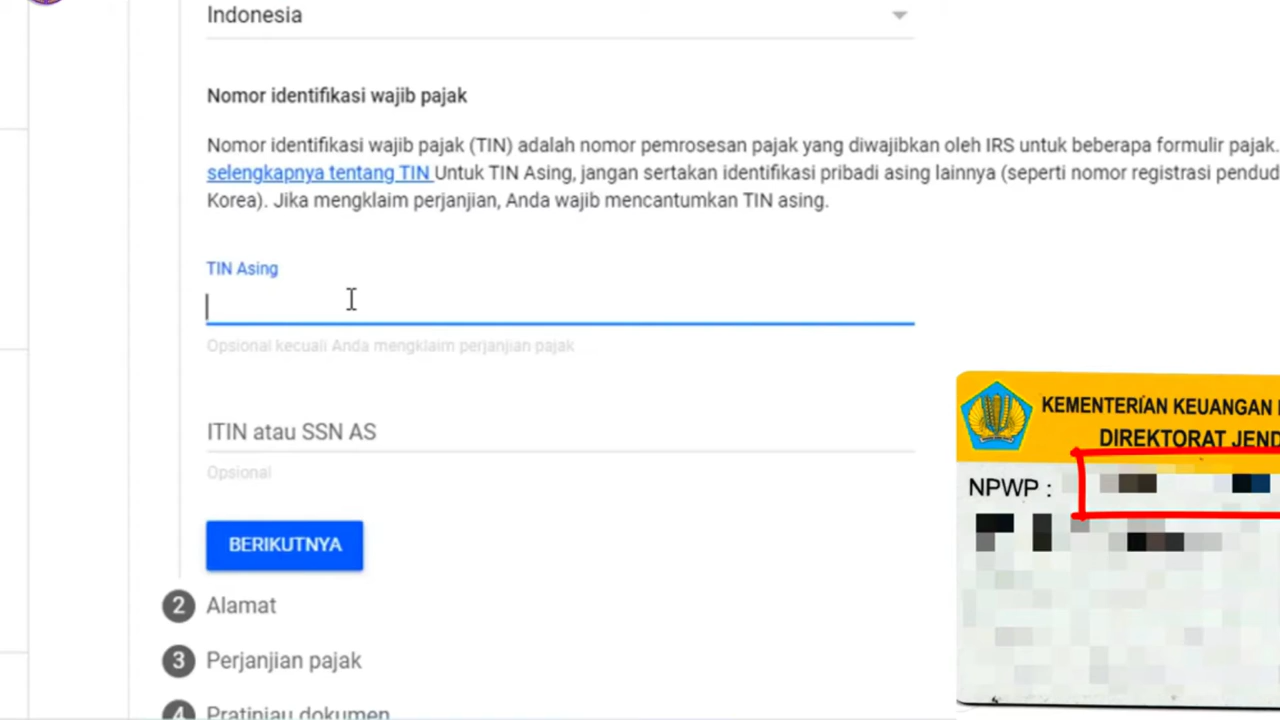 Indonesia
Nomor identifikasi wajib pajak
Nomor identifikasi wajib pajak (TIN) adalah nomor pemrosesan pajak yang diwajibkan oleh IRS untuk beberapa formulir pajak.
selengkapnya tentang TIN Untuk TIN Asing, jangan sertakan identifikasi pribadi asing lainnya (seperti nomor registrasi pendud
Korea). Jika mengklaim perjanjian, Anda wajib mencantumkan TIN asing.
TIN Asing
Opsional kecuali Anda mengklaim perjanjian pajak
KEMENTERIAN KEUANGAN
DIREKTORAT JEND
ITIN atau SSN AS
Opsional
NPWP :
BERIKUTNYA
2 Alamat
3 Perjanjian pajak
4 Pratinjau dokumen